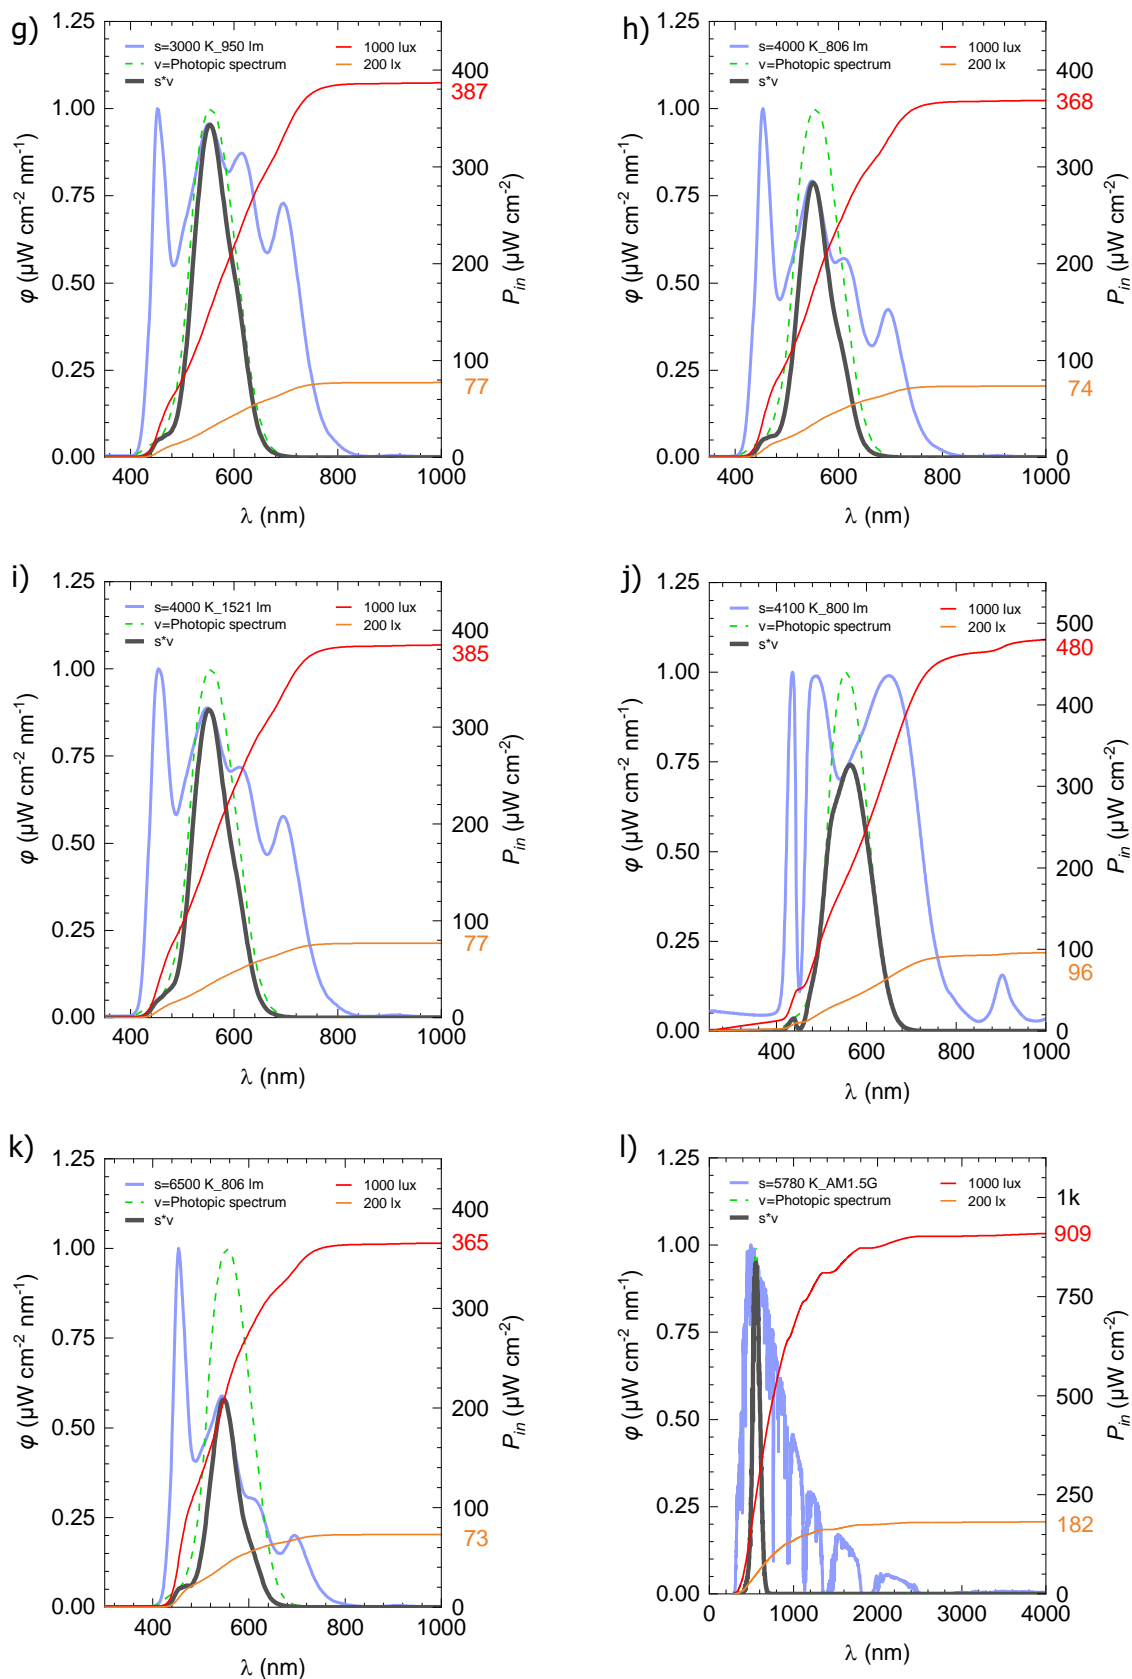 g)
s=3000 K_950 lm
v=Photopic spectrum
s*v
1000 lux
200 lx
1.25
1.00
0.75
0.50
0.25
0.00
φ (µW cm-2 nm-1)
400
387
300
200
100
77
0
Pin (µW cm-2)
400 600 800 1000
λ (nm)
h)
s=4000 K_806 lm
v=Photopic spectrum
s*v
1000 lux
200 lx
1.25
1.00
0.75
0.50
0.25
0.00
φ (µW cm-2 nm-1)
400
368
300
200
100
74
0
Pin (µW cm-2)
400 600 800 1000
λ (nm)
i)
s=4000 K_1521 lm
v=Photopic spectrum
s*v
1000 lux
200 lx
1.25
1.00
0.75
0.50
0.25
0.00
φ (µW cm-2 nm-1)
400
385
300
200
100
77
0
Pin (µW cm-2)
400 600 800 1000
λ (nm)
j)
s=4100 K_800 lm
v=Photopic spectrum
s*v
1000 lux
200 lx
1.25
1.00
0.75
0.50
0.25
0.00
φ (µW cm-2 nm-1)
500
480
400
300
200
100
96
0
Pin (µW cm-2)
400 600 800 1000
λ (nm)
k)
s=6500 K_806 lm
v=Photopic spectrum
s*v
1000 lux
200 lx
1.25
1.00
0.75
0.50
0.25
0.00
φ (µW cm-2 nm-1)
400
365
300
200
100
73
0
Pin (µW cm-2)
400 600 800 1000
λ (nm)
l)
s=5780 K_AM1.5G
v=Photopic spectrum
s*v
1000 lux
200 lx
1.25
1.00
0.75
0.50
0.25
0.00
φ (µW cm-2 nm-1)
1k
909
750
500
250
182
0
Pin (µW cm-2)
0 1000 2000 3000 4000
λ (nm)